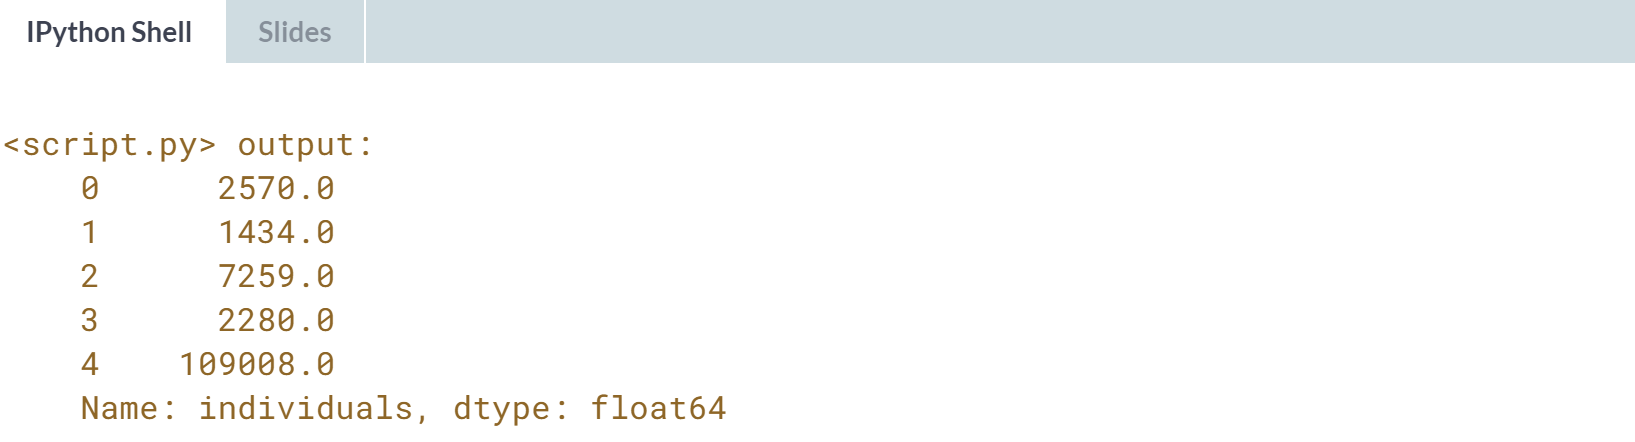 IPython Shell Slides
<script.py> output:
0 2570.0
1 1434.0
2 7259.0
3 2280.0
4 109008.0
Name: individuals, dtype: float64